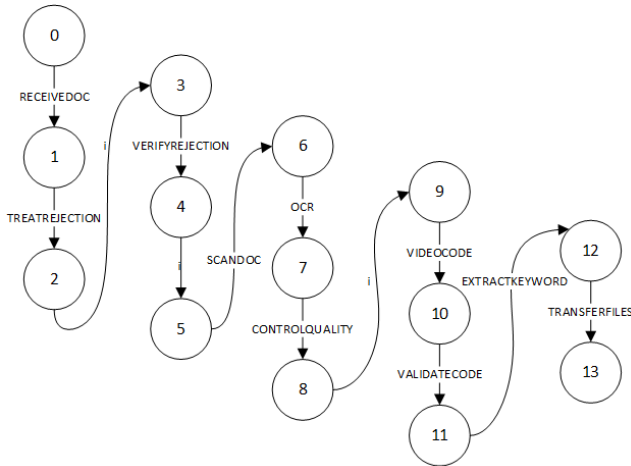 0
RECEIVEDOC
1
TREATREJECTION
2
i
3
VERIFYREJECTION
4
i
5
SCANDOC
6
OCR
7
CONTROLQUALITY
8
i
9
VIDEOCODE
10
VALIDATECODE
11
EXTRACTKEYWORD
12
TRANSFERFILES
13